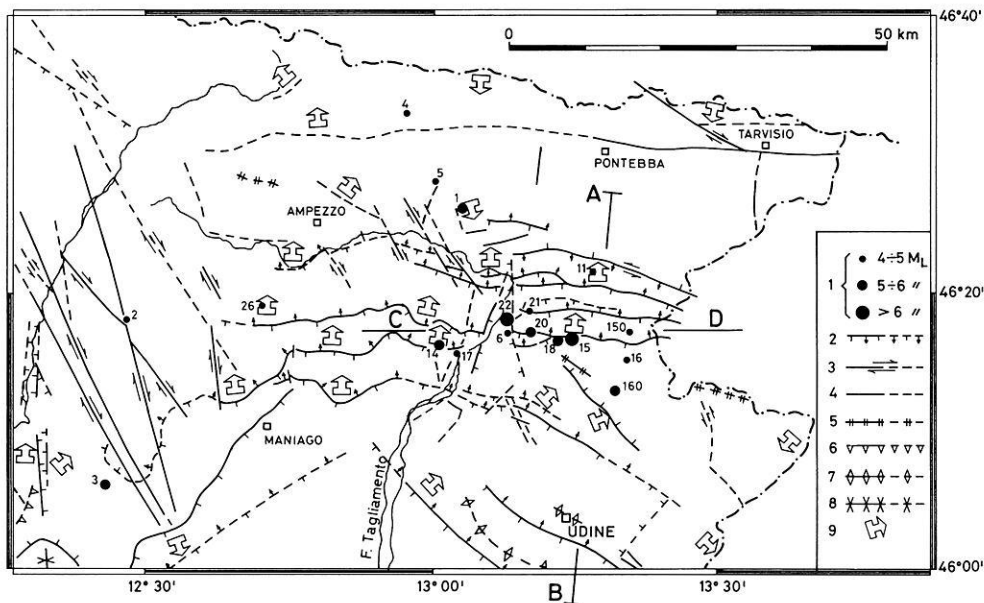 46°40'
0 50 km
4
TARVISIO
PONTEBBA
5
A
AMPEZZO
11
26
46°20'
2
C
22
21
20
150
D
6
14
17
18
15
16
160
MANIAGO
3
F. Tagliamento
UDINE
B
46°00'
12°30'
13°00'
13°30'
1 4÷5 ML
5÷6 "
>6 "
2
3
4
5
6
7
8
9